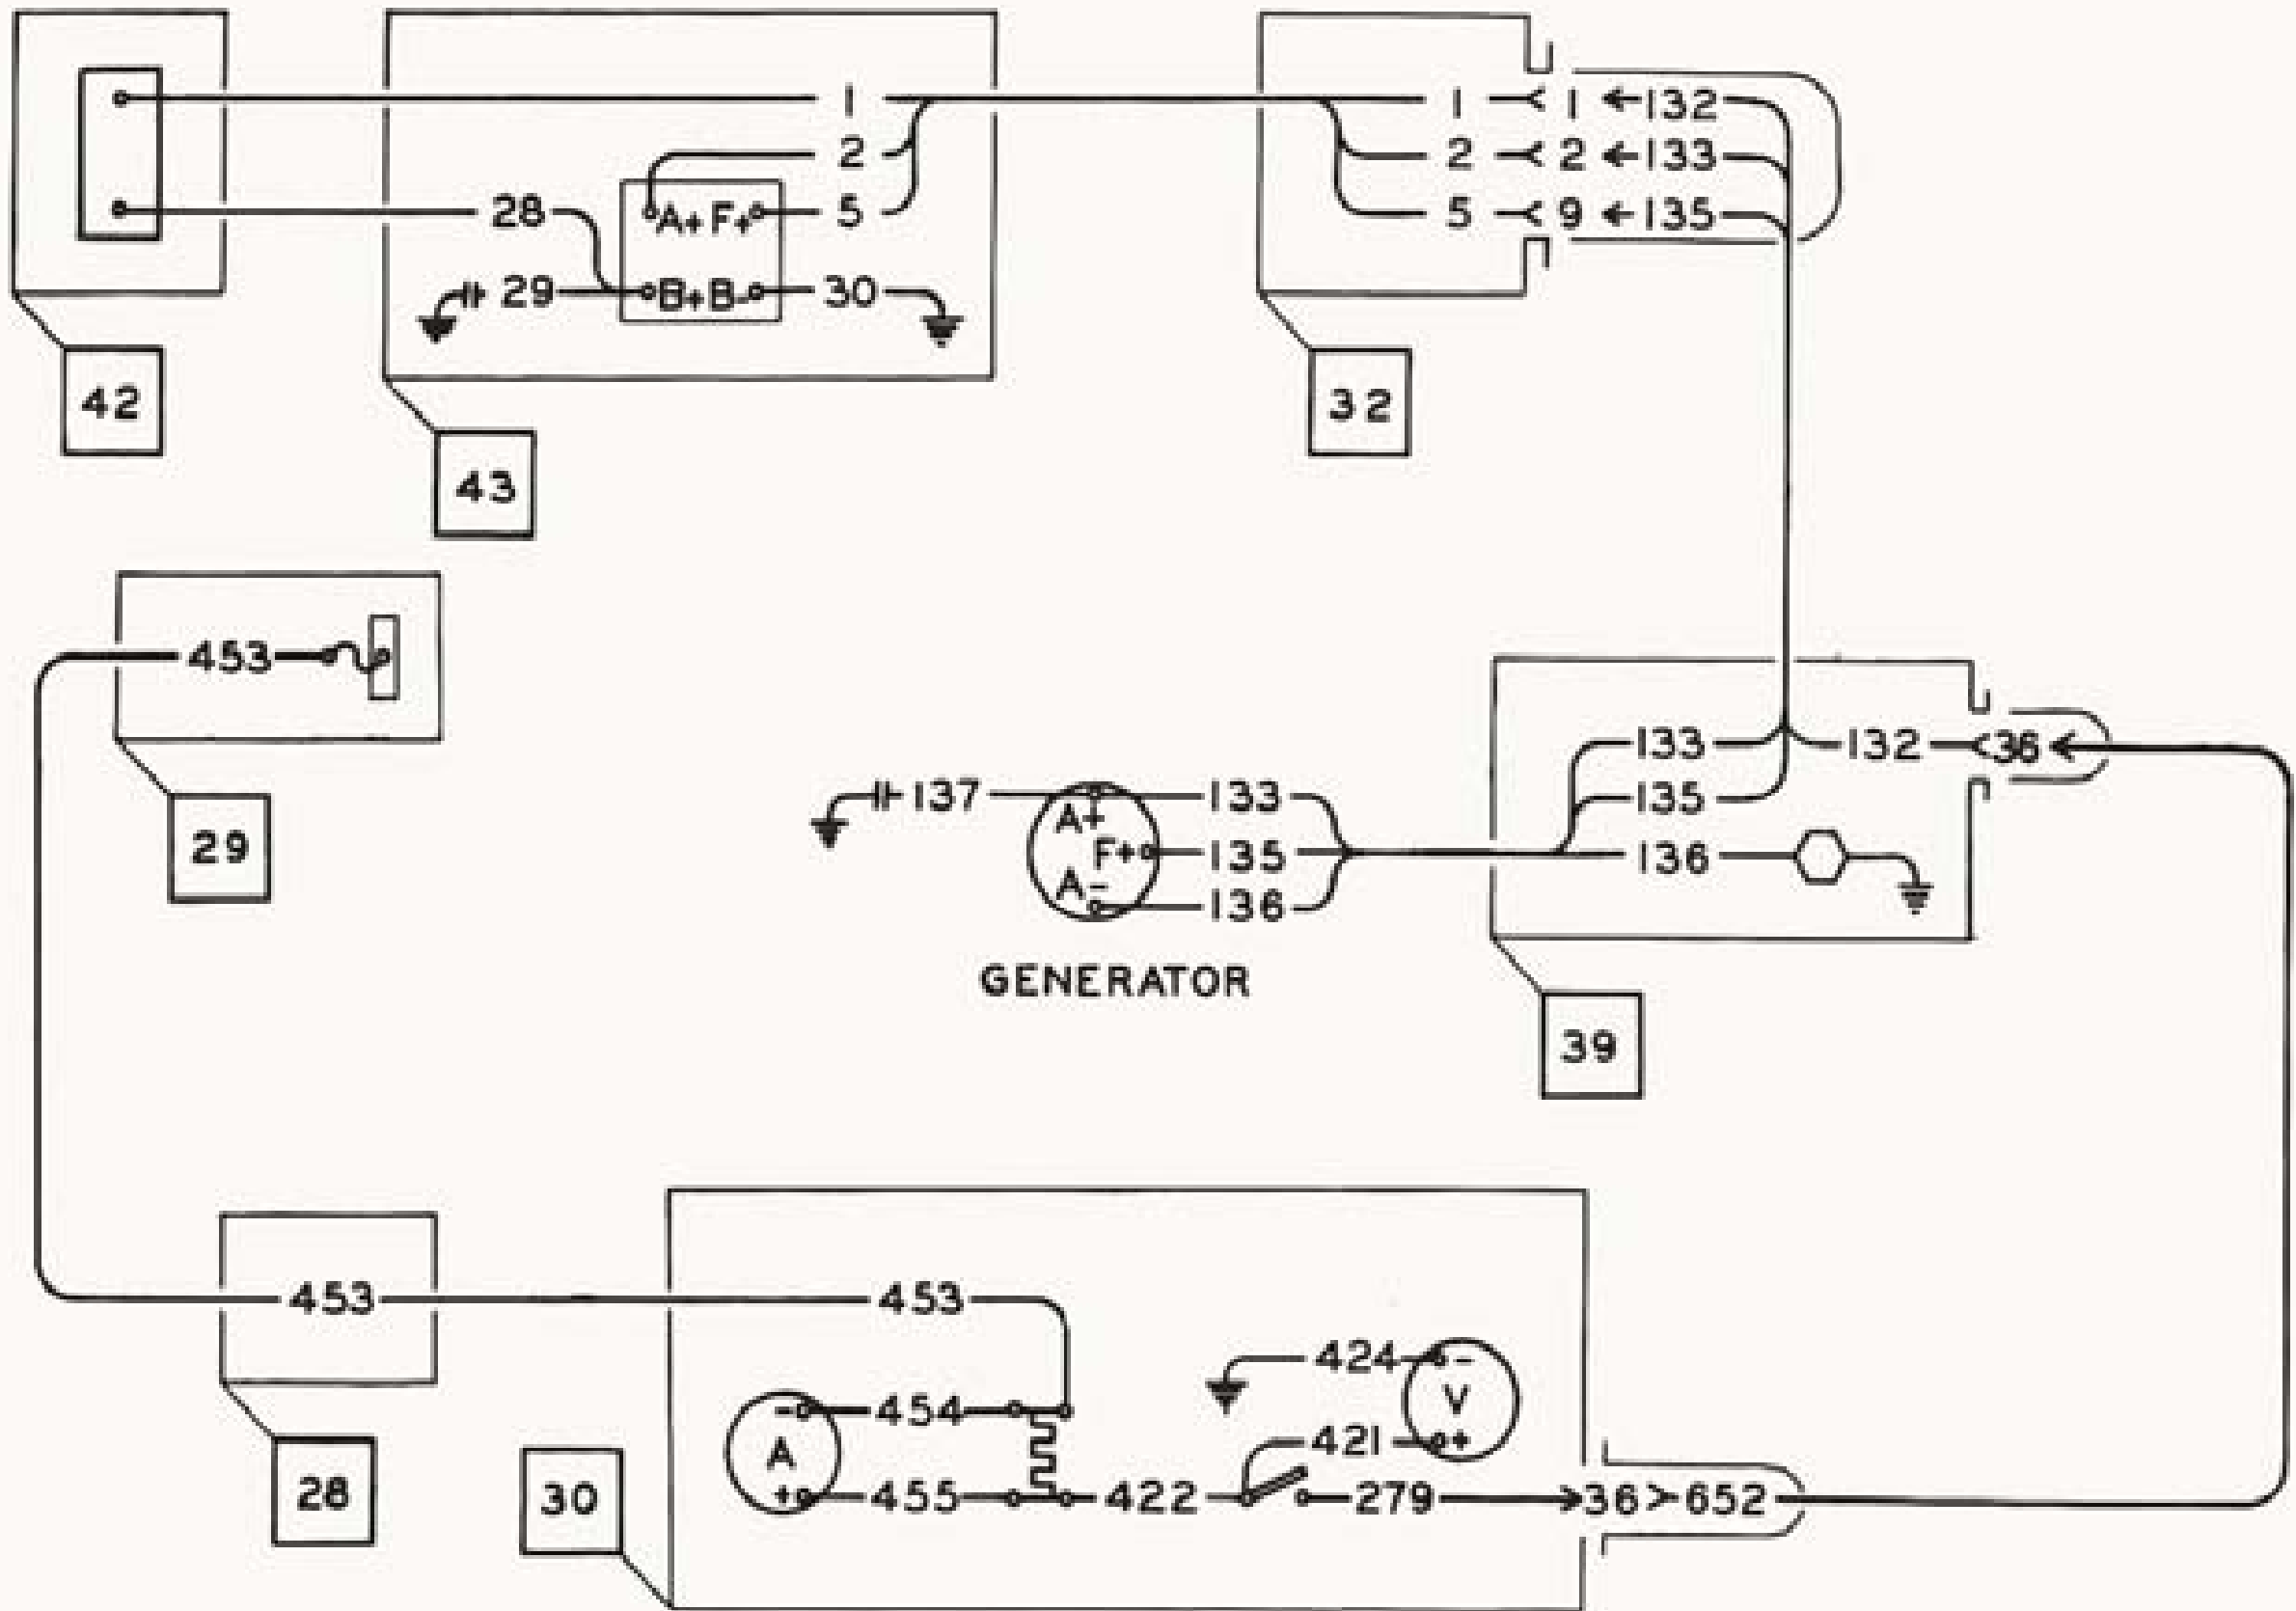 1 1 1 132
2 2 2 133
28 A+ F+ 5 5 9 135
29 B+ B- 30
42
32
43
453
133 132 36
137 133 135
A+
F+ 135 136
A- 136
29
GENERATOR
39
453 453
424 -
V
- 454
A 421 +
+ 455 422 279 36 652
28
30